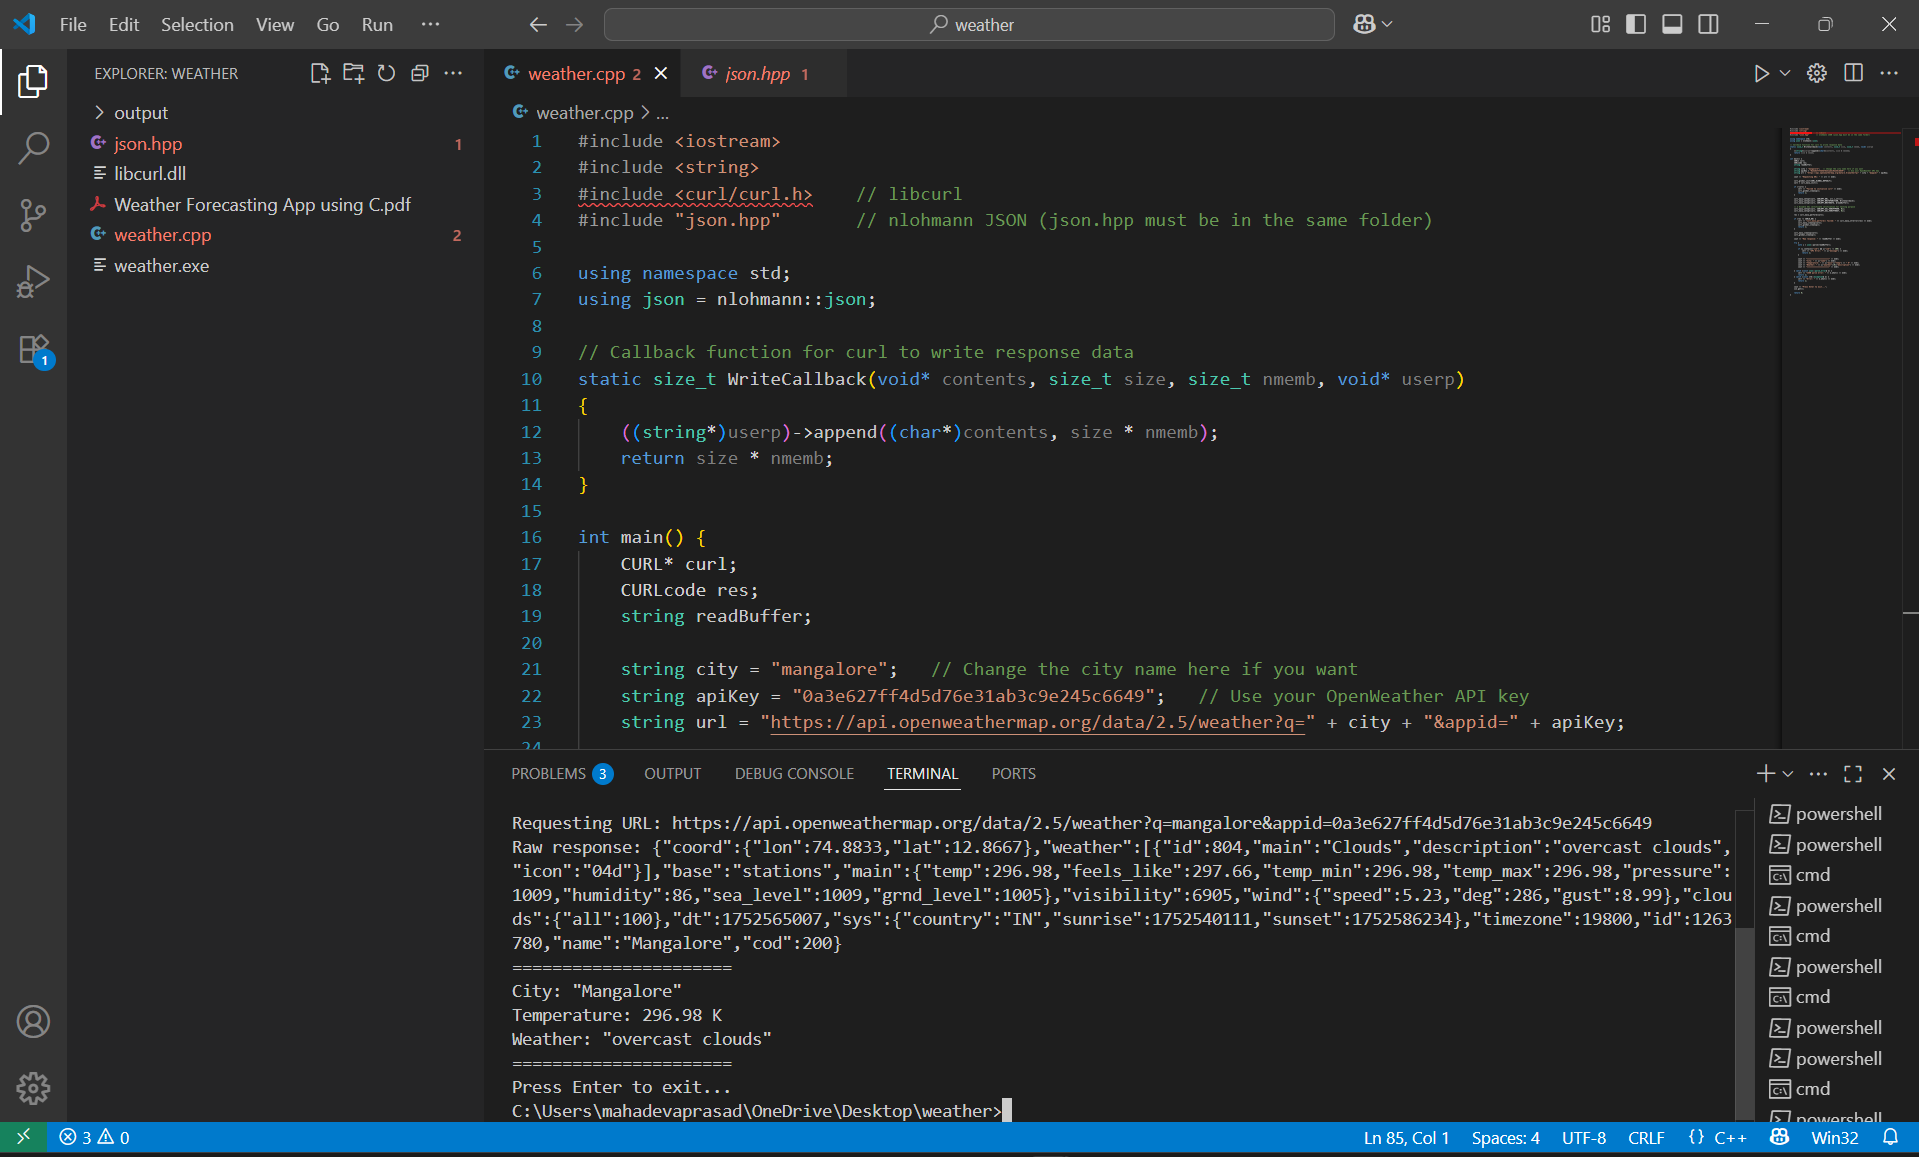 File Edit Selection View Go Run ...
weather
EXPLORER: WEATHER
output
json.hpp 1
libcurl.dll
Weather Forecasting App using C.pdf
weather.cpp 2
weather.exe
1
weather.cpp 2
json.hpp 1
weather.cpp > ...
1 #include <iostream>
2 #include <string>
3 #include <curl/curl.h> // libcurl
4 #include "json.hpp" // nlohmann JSON (json.hpp must be in the same folder)
5
6 using namespace std;
7 using json = nlohmann::json;
8
9 // Callback function for curl to write response data
10 static size_t WriteCallback(void* contents, size_t size, size_t nmemb, void* userp)
11 {
12 ((string*)userp)->append((char*)contents, size * nmemb);
13 return size * nmemb;
14 }
15
16 int main() {
17 CURL* curl;
18 CURLcode res;
19 string readBuffer;
20
21 string city = "mangalore"; // Change the city name here if you want
22 string apiKey = "0a3e627ff4d5d76e31ab3c9e245c6649"; // Use your OpenWeather API key
23 string url = "https://api.openweathermap.org/data/2.5/weather?q=" + city + "&appid=" + apiKey;
24
PROBLEMS 3 OUTPUT DEBUG CONSOLE TERMINAL PORTS
Requesting URL: https://api.openweathermap.org/data/2.5/weather?q=mangalore&appid=0a3e627ff4d5d76e31ab3c9e245c6649
Raw response: {"coord":{"lon":74.8833,"lat":12.8667},"weather":[{"id":804,"main":"Clouds","description":"overcast clouds",
"icon":"04d"}],"base":"stations","main":{"temp":296.98,"feels_like":297.66,"temp_min":296.98,"temp_max":296.98,"pressure":
1009,"humidity":86,"sea_level":1009,"grnd_level":1005},"visibility":6905,"wind":{"speed":5.23,"deg":286,"gust":8.99},"clou
ds":{"all":100},"dt":1752565007,"sys":{"country":"IN","sunrise":1752540111,"sunset":1752586234},"timezone":19800,"id":1263
780,"name":"Mangalore","cod":200}
======================
City: "Mangalore"
Temperature: 296.98 K
Weather: "overcast clouds"
======================
Press Enter to exit...
C:\Users\mahadevaprasad\OneDrive\Desktop\weather>
powershell
powershell
cmd
powershell
cmd
powershell
cmd
powershell
powershell
cmd
powershell
3 0
Ln 85, Col 1 Spaces: 4 UTF-8 CRLF {} C++ Win32